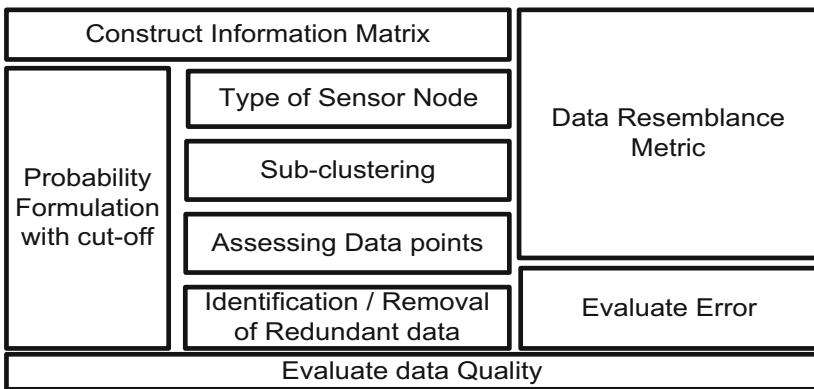 Construct Information Matrix
Probability
Formulation
with cut-off
Type of Sensor Node
Sub-clustering
Assessing Data points
Identification / Removal
of Redundant data
Data Resemblance
Metric
Evaluate Error
Evaluate data Quality